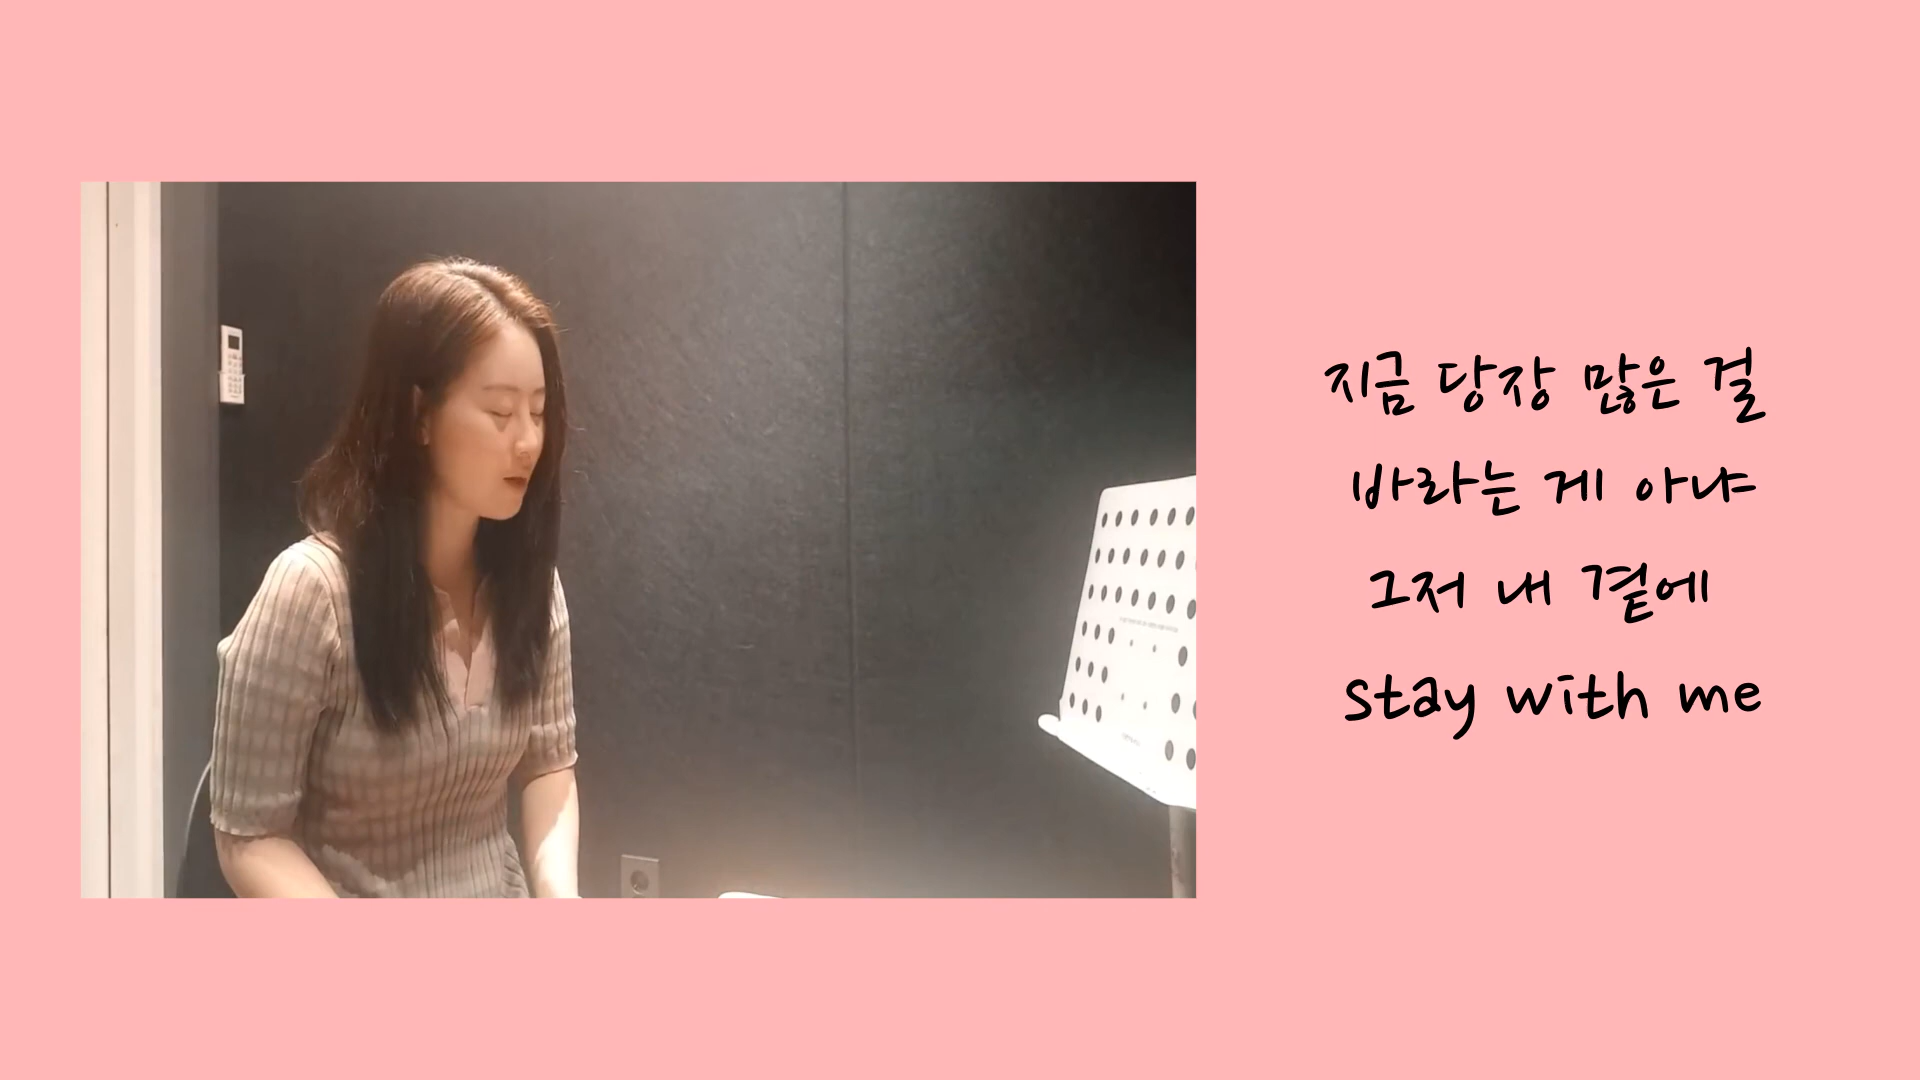 지금 당장 많은 걸
바라는 게 아냐
그저 내 곁에
stay with me